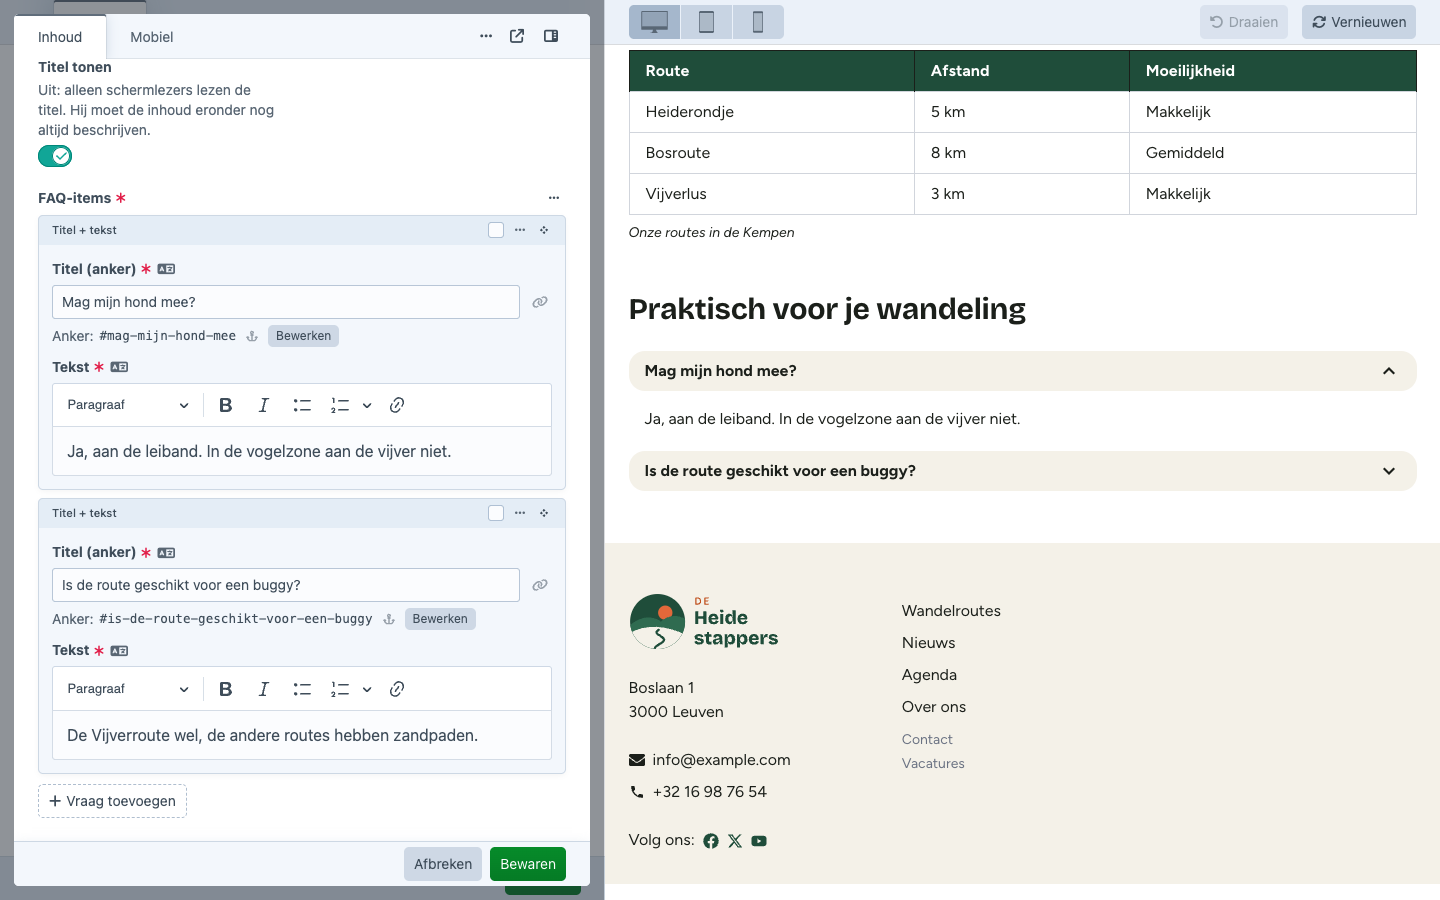 Inhoud
Mobiel
Titel tonen
Uit: alleen schermlezers lezen de
titel. Hij moet de inhoud eronder nog
altijd beschrijven.
FAQ-items *
Titel + tekst
Titel (anker) *
Mag mijn hond mee?
Anker: #mag-mijn-hond-mee
Bewerken
Tekst *
Paragraaf
Ja, aan de leiband. In de vogelzone aan de vijver niet.
Titel + tekst
Titel (anker) *
Is de route geschikt voor een buggy?
Anker: #is-de-route-geschikt-voor-een-buggy
Bewerken
Tekst *
Paragraaf
De Vijverroute wel, de andere routes hebben zandpaden.
+ Vraag toevoegen
Afbreken
Bewaren
Draaien
Vernieuwen
Route Afstand Moeilijkheid
Heiderondje 5 km Makkelijk
Bosroute 8 km Gemiddeld
Vijverlus 3 km Makkelijk
Onze routes in de Kempen
Praktisch voor je wandeling
Mag mijn hond mee?
Ja, aan de leiband. In de vogelzone aan de vijver niet.
Is de route geschikt voor een buggy?
DE
Heide
stappers
Boslaan 1
3000 Leuven
info@example.com
+32 16 98 76 54
Volg ons:
Wandelroutes
Nieuws
Agenda
Over ons
Contact
Vacatures